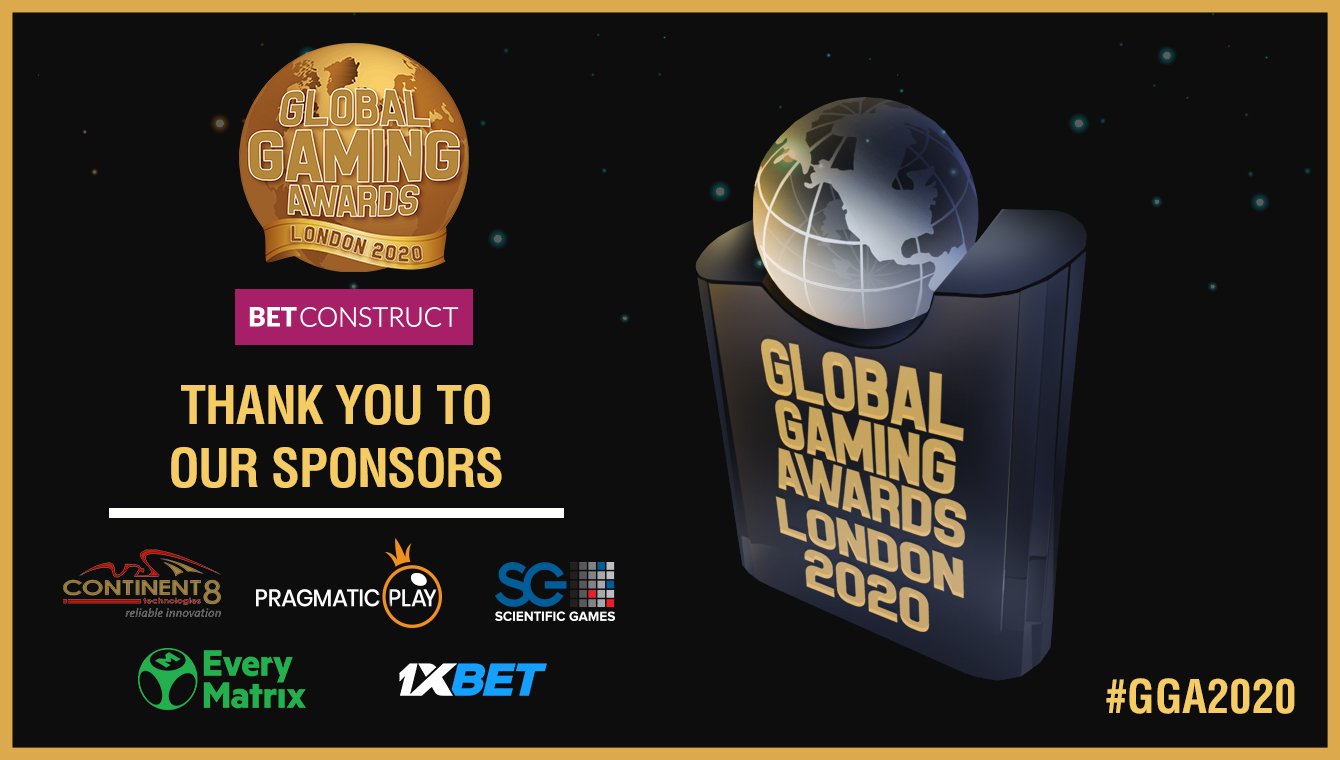 GLOBAL
GAMING
AWARDS
LONDON 2020
BETCONSTRUCT
THANK YOU TO
OUR SPONSORS
CONTINENT 8
technologies
reliable innovation
PRAGMATIC PLAY
SG
SCIENTIFIC GAMES
Every
Matrix
1XBET
GLOBAL
GAMING
AWARDS
LONDON
2020
#GGA2020